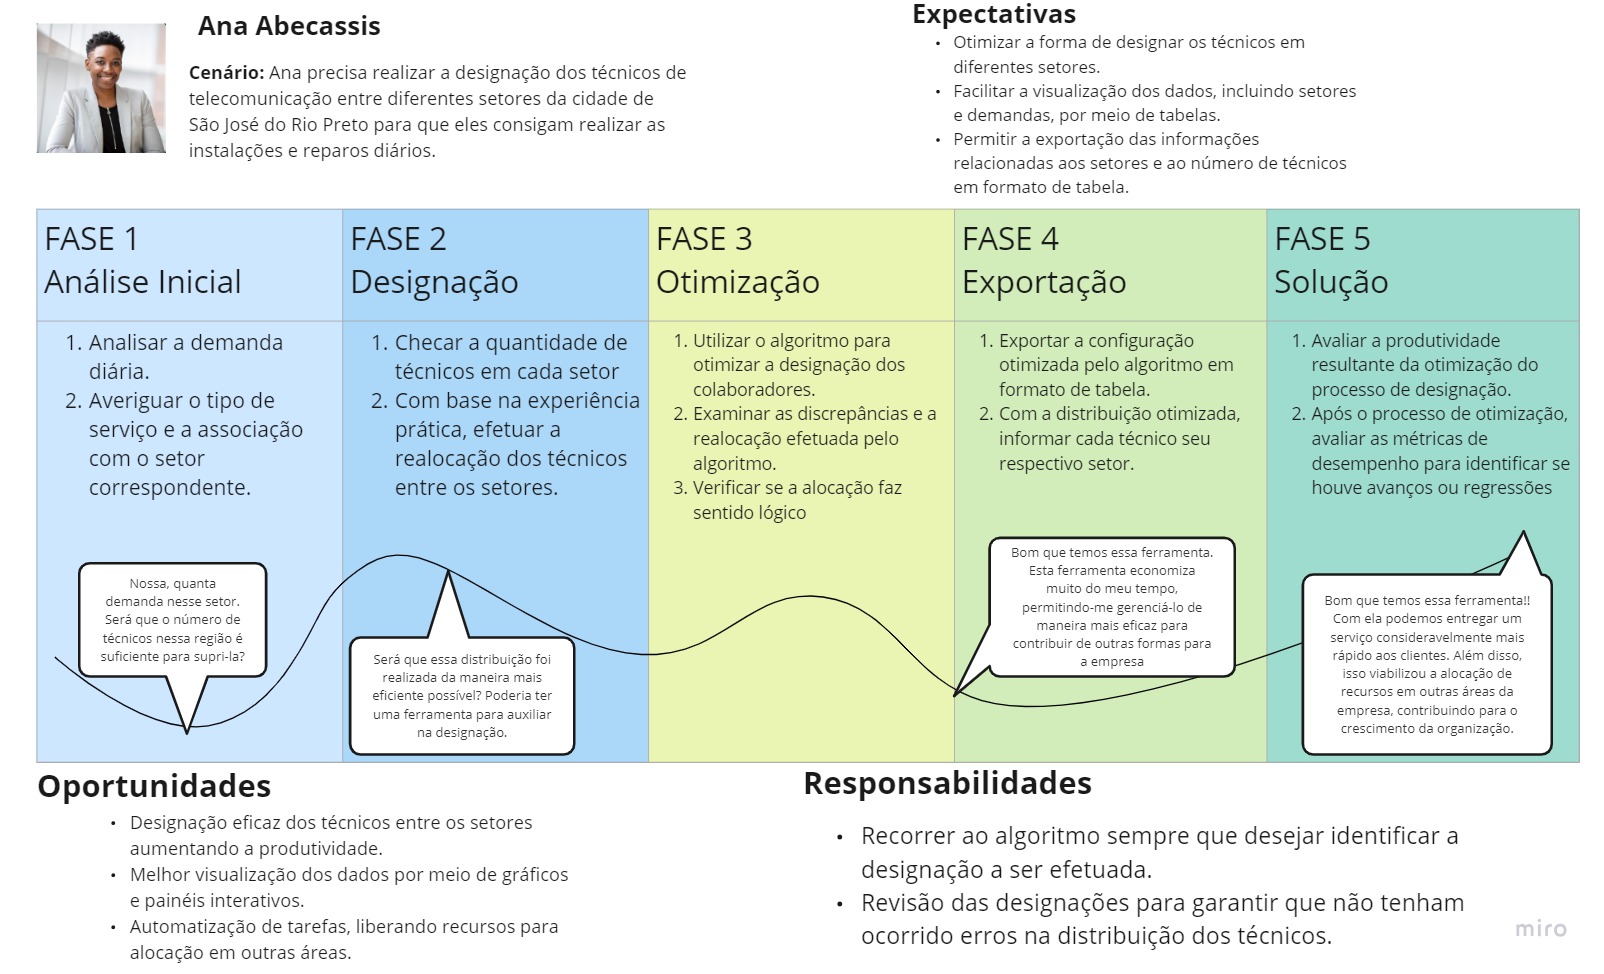 Ana Abecassis
Cenário: Ana precisa realizar a designação dos técnicos de
telecomunicação entre diferentes setores da cidade de
São José do Rio Preto para que eles consigam realizar as
instalações e reparos diários.
Expectativas
• Otimizar a forma de designar os técnicos em
diferentes setores.
• Facilitar a visualização dos dados, incluindo setores
e demandas, por meio de tabelas.
• Permitir a exportação das informações
relacionadas aos setores e ao número de técnicos
em formato de tabela.
FASE 1
Análise Inicial
1. Analisar a demanda
diária.
2. Averiguar o tipo de
serviço e a associação
com o setor
correspondente.
Nossa, quanta
demanda nesse setor.
Será que o número de
técnicos nessa região é
suficiente para supri-la?
FASE 2
Designação
1. Checar a quantidade de
técnicos em cada setor
2. Com base na experiência
prática, efetuar a
realocação dos técnicos
entre os setores.
Será que essa distribuição foi
realizada da maneira mais
eficiente possível? Poderia ter
uma ferramenta para auxiliar
na designação.
FASE 3
Otimização
1. Utilizar o algoritmo para
otimizar a designação dos
colaboradores.
2. Examinar as discrepâncias e a
realocação efetuada pelo
algoritmo.
3. Verificar se a alocação faz
sentido lógico
FASE 4
Exportação
1. Exportar a configuração
otimizada pelo algoritmo em
formato de tabela.
2. Com a distribuição otimizada,
informar cada técnico seu
respectivo setor.
Bom que temos essa ferramenta.
Esta ferramenta economiza
muito do meu tempo,
permitindo-me gerenciá-lo de
maneira mais eficaz para
contribuir de outras formas para
a empresa
FASE 5
Solução
1. Avaliar a produtividade
resultante da otimização do
processo de designação.
2. Após o processo de otimização,
avaliar as métricas de
desempenho para identificar se
houve avanços ou regressões
Bom que temos essa ferramenta!!
Com ela podemos entregar um
serviço consideravelmente mais
rápido aos clientes. Além disso,
isso viabilizou a alocação de
recursos em outras áreas da
empresa, contribuindo para o
crescimento da organização.
Oportunidades
• Designação eficaz dos técnicos entre os setores
aumentando a produtividade.
• Melhor visualização dos dados por meio de gráficos
e painéis interativos.
• Automatização de tarefas, liberando recursos para
alocação em outras áreas.
Responsabilidades
• Recorrer ao algoritmo sempre que desejar identificar a
designação a ser efetuada.
• Revisão das designações para garantir que não tenham
ocorrido erros na distribuição dos técnicos.
miro